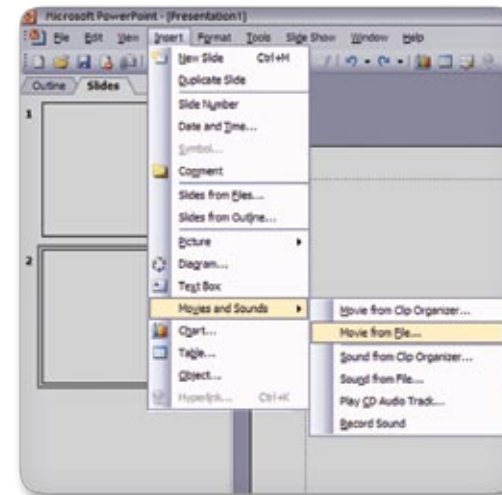 Microsoft PowerPoint - [Presentation1]
File Edit View Insert Format Tools Slide Show Window Help
Outline Slides
1
2
New Slide Ctrl+M
Duplicate Slide
Slide Number
Date and Time...
Symbol...
Comment
Slides from Files...
Slides from Outline...
Picture
Diagram...
Text Box
Movies and Sounds
Chart...
Table...
Object...
Hyperlink... Ctrl+K
Movie from Clip Organizer...
Movie from File...
Sound from Clip Organizer...
Sound from File...
Play CD Audio Track...
Record Sound